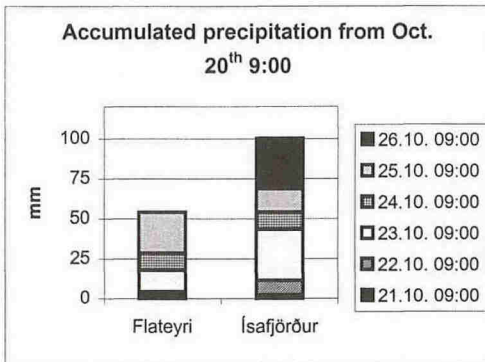 Accumulated precipitation from Oct.
20th 9:00
mm
100
75
50
25
0
Flateyri
Ísafjörður
26.10. 09:00
25.10. 09:00
24.10. 09:00
23.10. 09:00
22.10. 09:00
21.10. 09:00